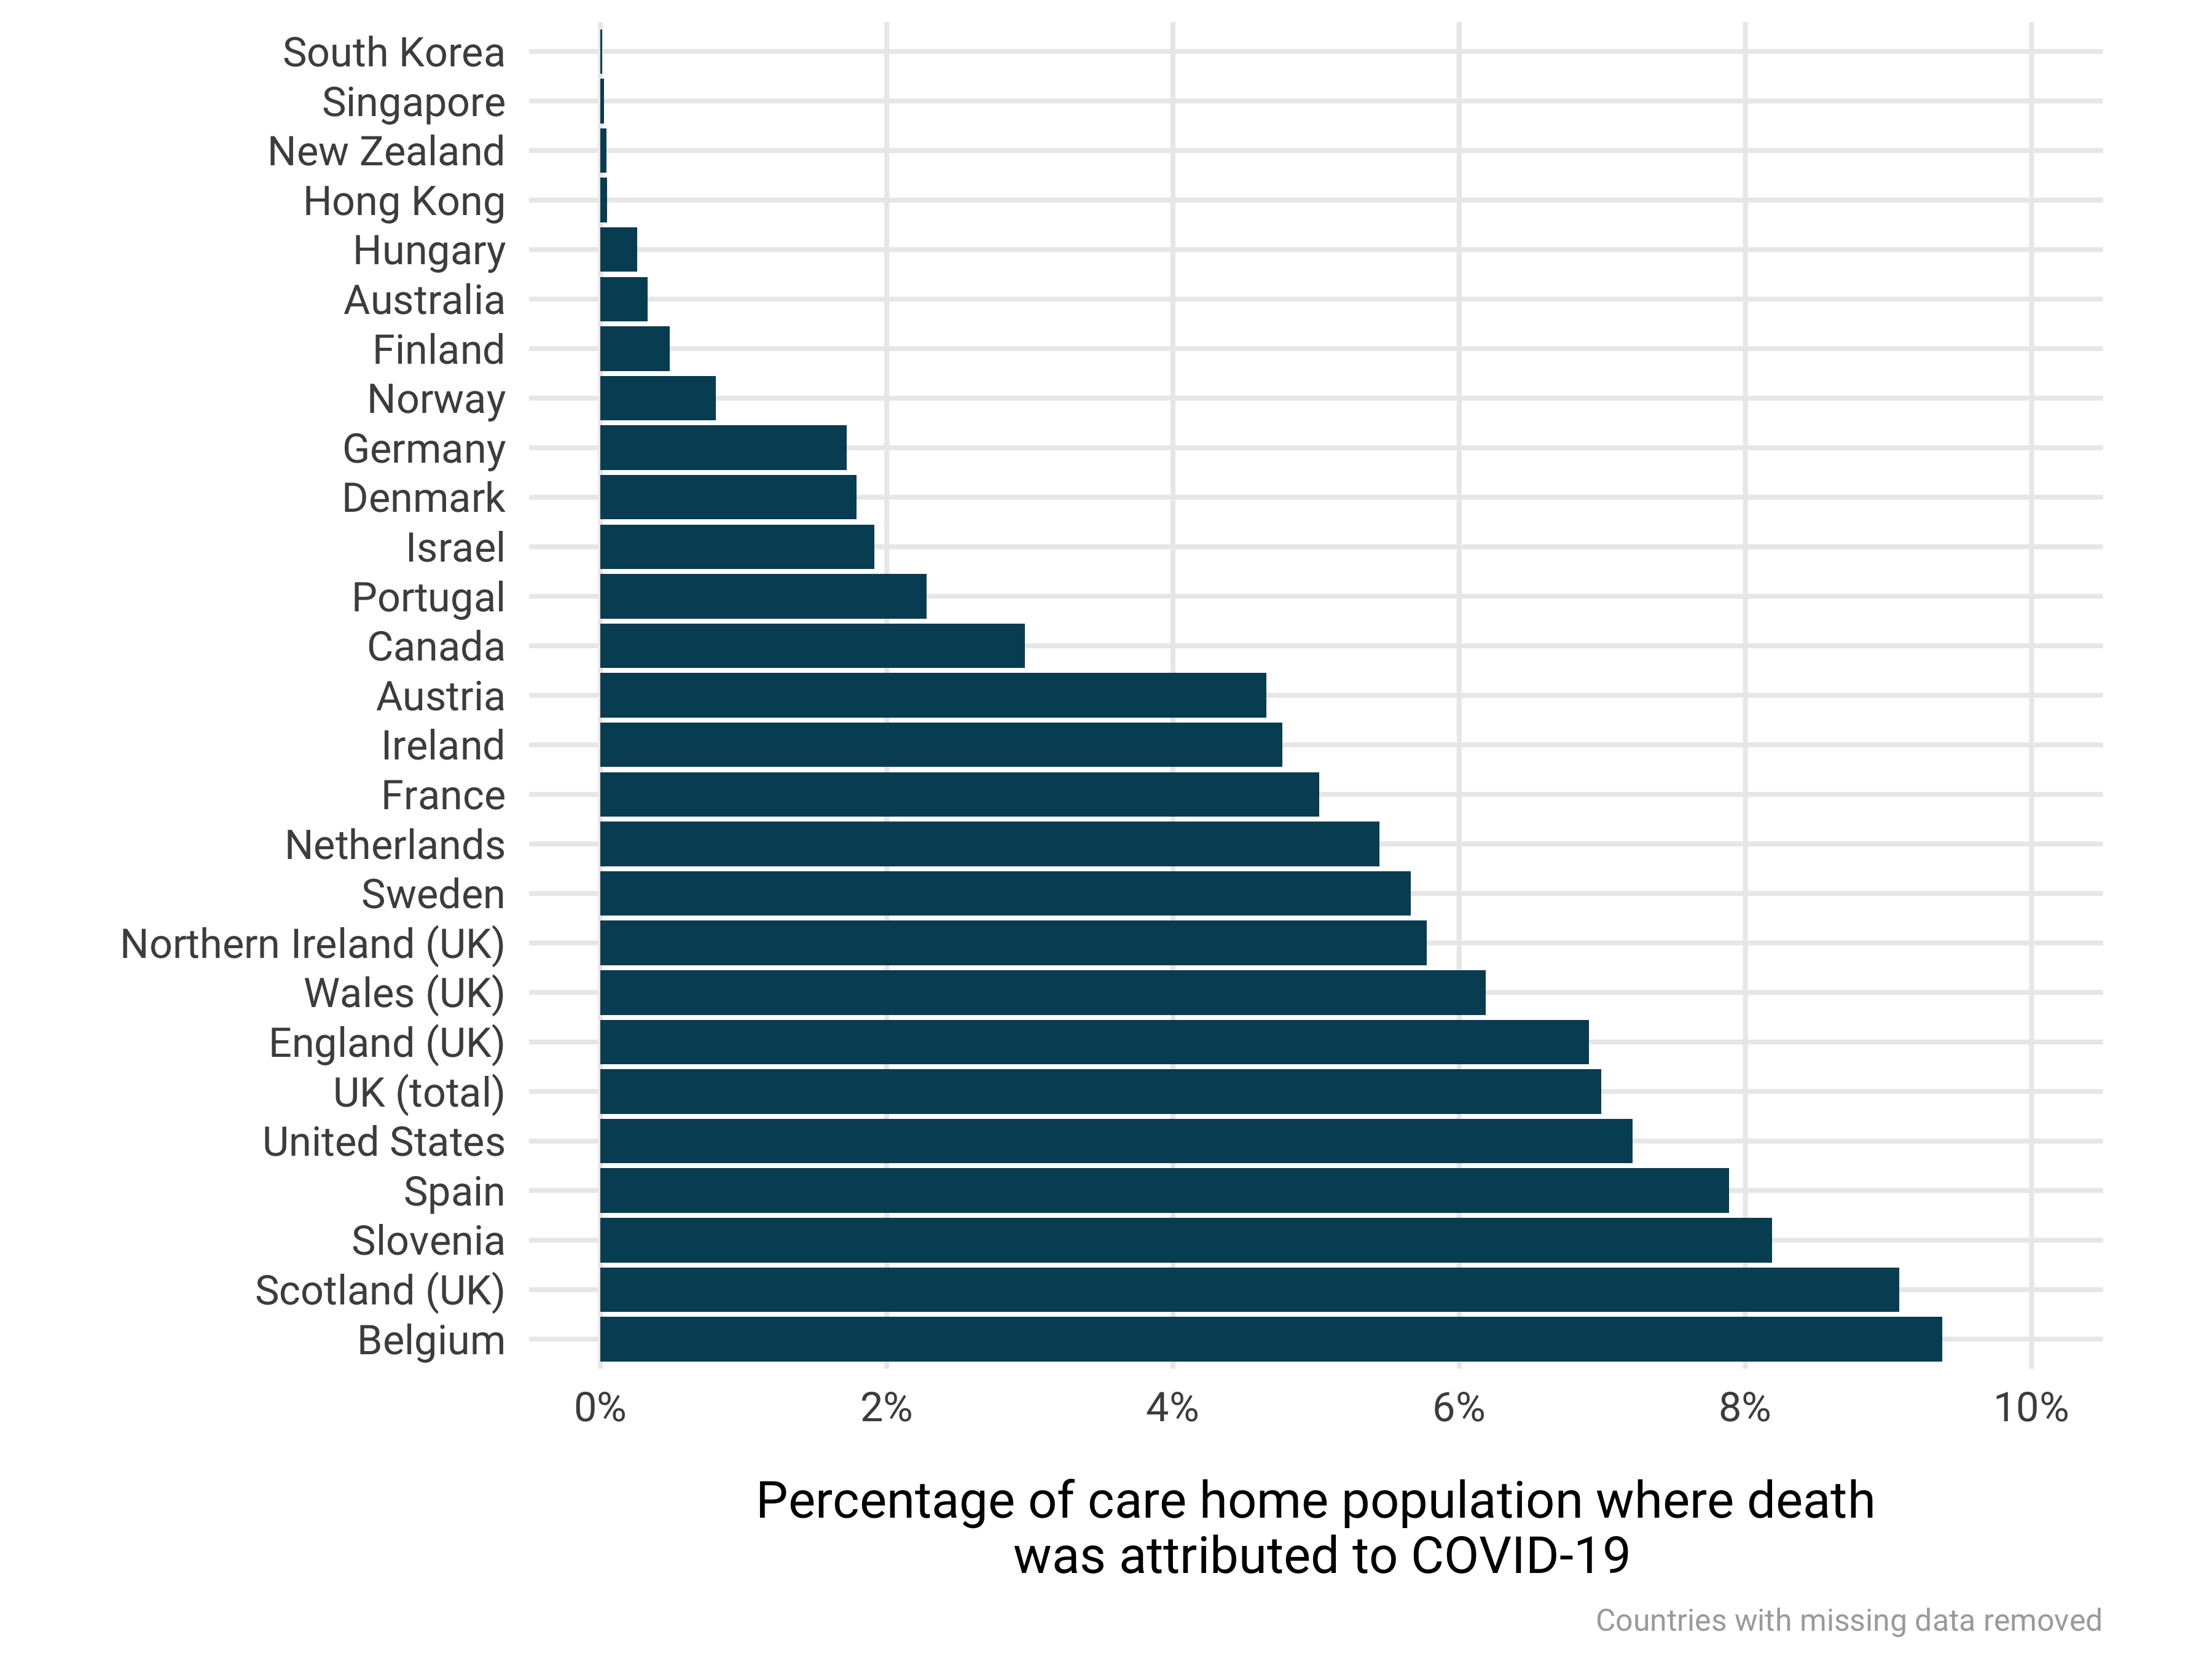 South Korea
Singapore
New Zealand
Hong Kong
Hungary
Australia
Finland
Norway
Germany
Denmark
Israel
Portugal
Canada
Austria
Ireland
France
Netherlands
Sweden
Northern Ireland (UK)
Wales (UK)
England (UK)
UK (total)
United States
Spain
Slovenia
Scotland (UK)
Belgium
0% 2% 4% 6% 8% 10%
Percentage of care home population where death
was attributed to COVID-19
Countries with missing data removed